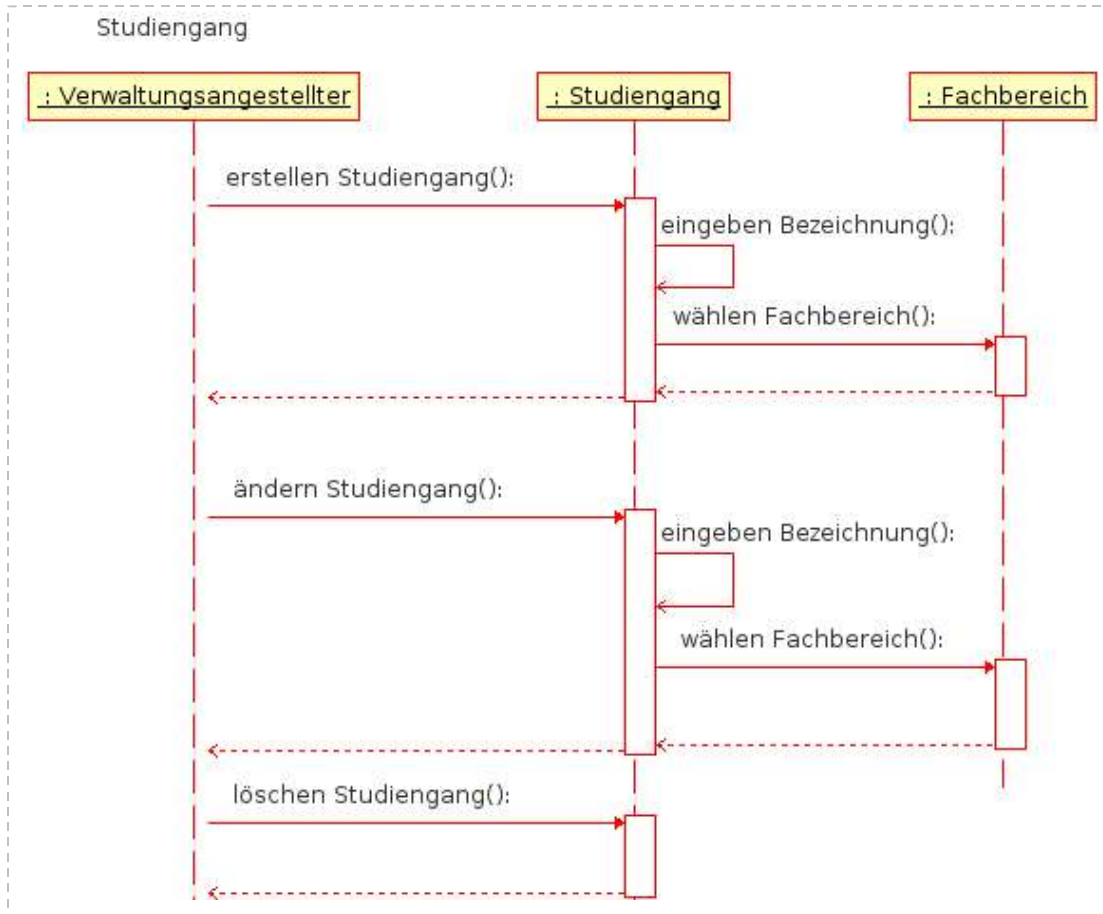 Studiengang
: Verwaltungsangestellter
: Studiengang
: Fachbereich
erstellen Studiengang():
eingeben Bezeichnung():
wählen Fachbereich():
ändern Studiengang():
eingeben Bezeichnung():
wählen Fachbereich():
löschen Studiengang():